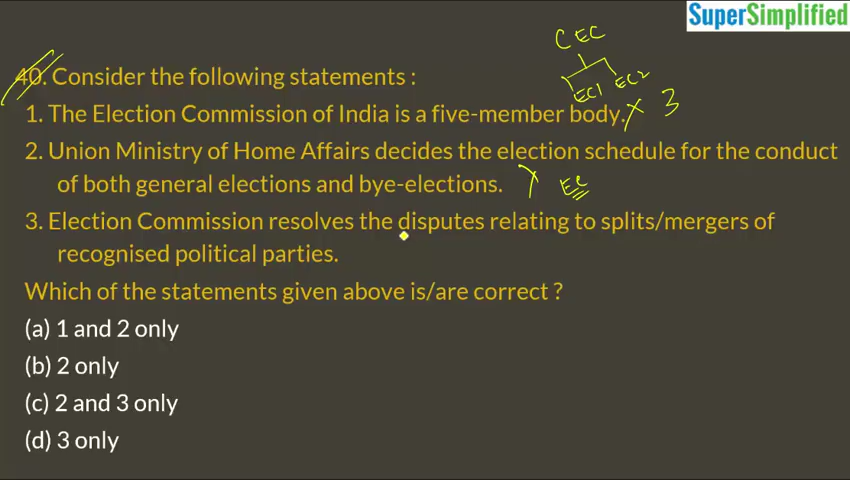 SuperSimplified
CEC
EC1 EC2
40. Consider the following statements :
1. The Election Commission of India is a five-member body. x 3
2. Union Ministry of Home Affairs decides the election schedule for the conduct
of both general elections and bye-elections. x EC
3. Election Commission resolves the disputes relating to splits/mergers of
recognised political parties.
Which of the statements given above is/are correct ?
(a) 1 and 2 only
(b) 2 only
(c) 2 and 3 only
(d) 3 only